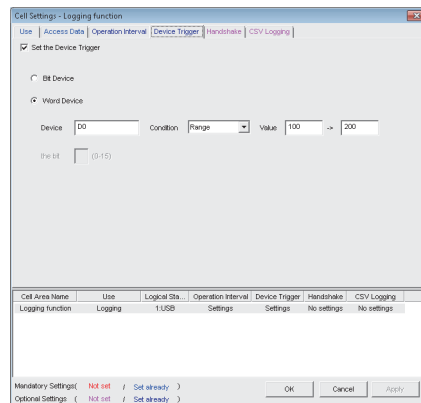 Cell Settings - Logging function
Use Access Data Operation Interval Device Trigger Handshake CSV Logging
Set the Device Trigger
Bit Device
Word Device
Device D0 Condition Range Value 100 -> 200
the bit (0-15)
Cell Area Name Use Logical Sta... Operation Interval Device Trigger Handshake CSV Logging
Logging function Logging 1:USB Settings Settings No settings No settings
Mandatory Settings( Not set / Set already )
Optional Settings ( Not set / Set already )
OK Cancel Apply